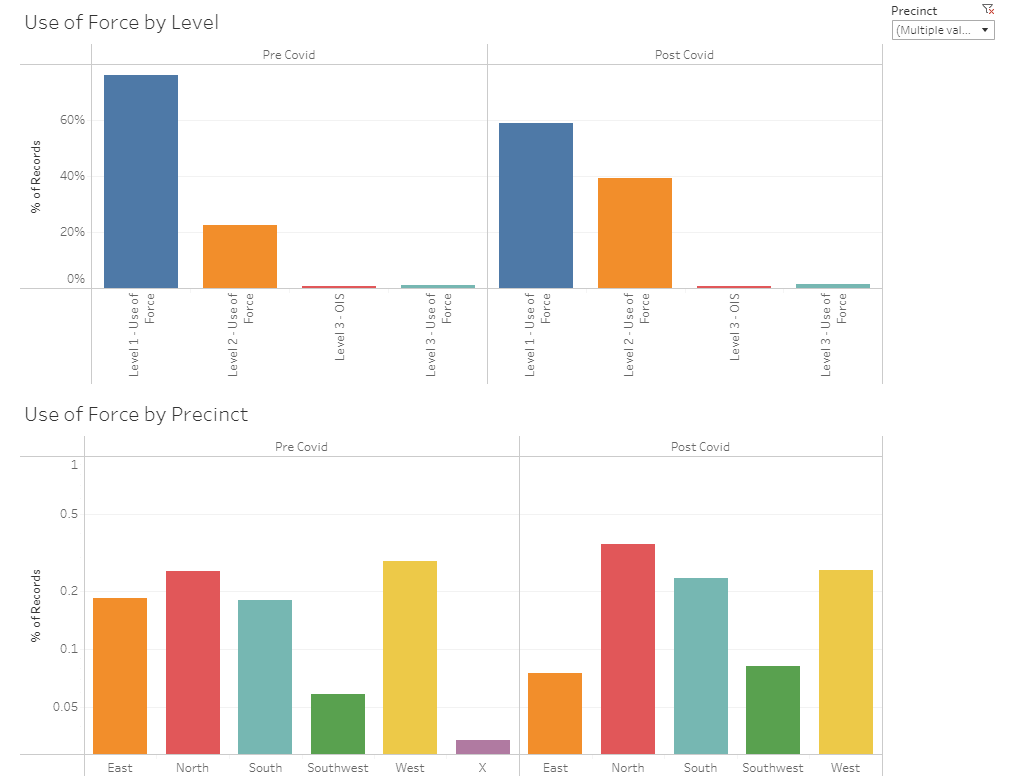 Use of Force by Level
Precinct
(Multiple val...
Pre Covid
Post Covid
% of Records
60%
40%
20%
0%
Level 1 - Use of
Force
Level 2 - Use of
Force
Level 3 - OIS
Level 3 - Use of
Force
Level 1 - Use of
Force
Level 2 - Use of
Force
Level 3 - OIS
Level 3 - Use of
Force
Use of Force by Precinct
Pre Covid
Post Covid
% of Records
1
0.5
0.2
0.1
0.05
East North South Southwest West X East North South Southwest West